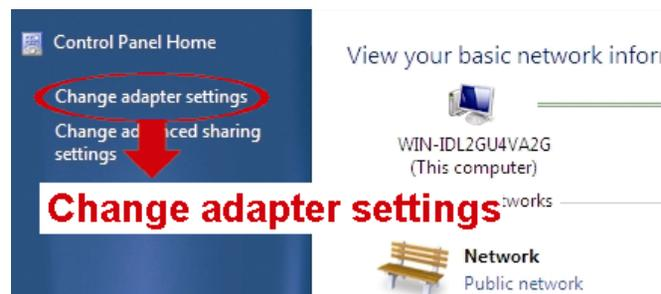 Control Panel Home
Change adapter settings
Change advanced sharing
settings
Change adapter settings
View your basic network infor
WIN-IDL2GU4VA2G
(This computer)
tworks
Network
Public network